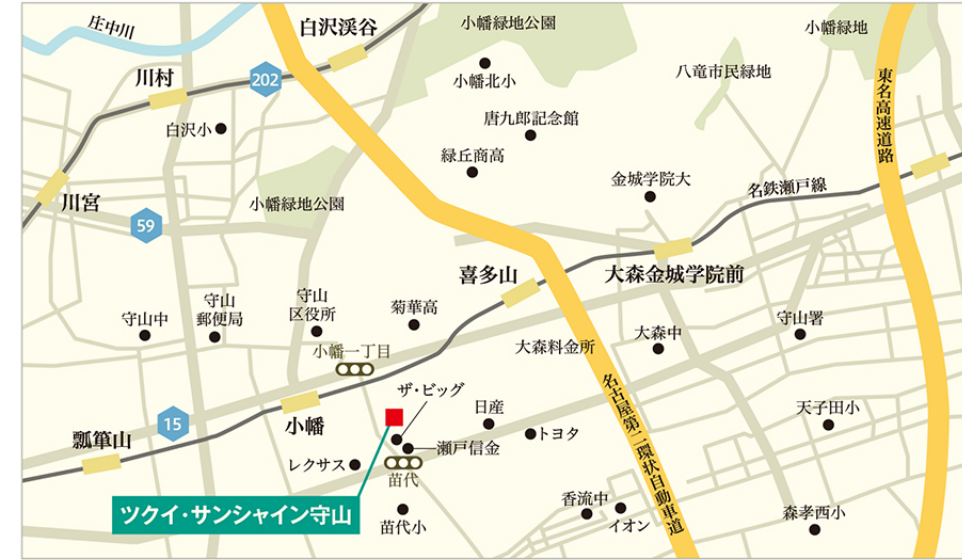 庄中川
白沢渓谷
小幡緑地公園
小幡緑地
川村
202
小幡北小
八竜市民緑地
東名高速道路
白沢小
唐九郎記念館
緑丘商高
金城学院大
名鉄瀬戸線
川宮
小幡緑地公園
59
喜多山
大森金城学院前
守山中
守山
郵便局
守山
区役所
菊華高
小幡一丁目
大森料金所
大森中
守山署
名古屋第二環状自動車道
ザ・ビッグ
日産
天子田小
15
瓢箪山
小幡
トヨタ
瀬戸信金
レクサス
苗代
ツクイ・サンシャイン守山
苗代小
香流中
イオン
森孝西小